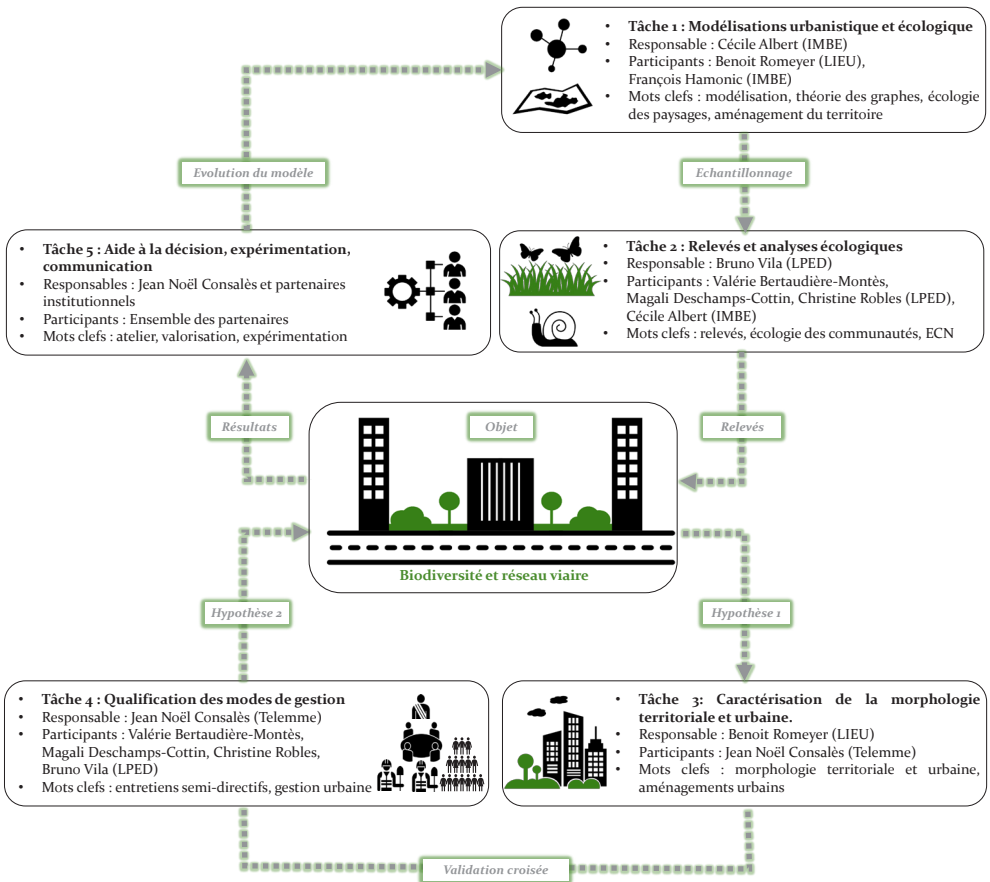 • Tâche 1 : Modélisations urbanistique et écologique
• Responsable : Cécile Albert (IMBE)
• Participants : Benoit Romeyer (LIEU),
François Hamonic (IMBE)
• Mots clefs : modélisation, théorie des graphes, écologie
des paysages, aménagement du territoire
Evolution du modèle
Echantillonnage
• Tâche 5 : Aide à la décision, expérimentation,
communication
• Responsables : Jean Noël Consalès et partenaires
institutionnels
• Participants : Ensemble des partenaires
• Mots clefs : atelier, valorisation, expérimentation
• Tâche 2 : Relevés et analyses écologiques
• Responsable : Bruno Vila (LPED)
• Participants : Valérie Bertaudière-Montès,
Magali Deschamps-Cottin, Christine Robles (LPED),
Cécile Albert (IMBE)
• Mots clefs : relevés, écologie des communautés, ECN
Résultats
Objet
Relevés
Biodiversité et réseau viaire
Hypothèse 2
Hypothèse 1
• Tâche 4 : Qualification des modes de gestion
• Responsable : Jean Noël Consalès (Telemme)
• Participants : Valérie Bertaudière-Montès,
Magali Deschamps-Cottin, Christine Robles,
Bruno Vila (LPED)
• Mots clefs : entretiens semi-directifs, gestion urbaine
• Tâche 3: Caractérisation de la morphologie
territoriale et urbaine.
• Responsable : Benoit Romeyer (LIEU)
• Participants : Jean Noël Consalès (Telemme)
• Mots clefs : morphologie territoriale et urbaine,
aménagements urbains
Validation croisée